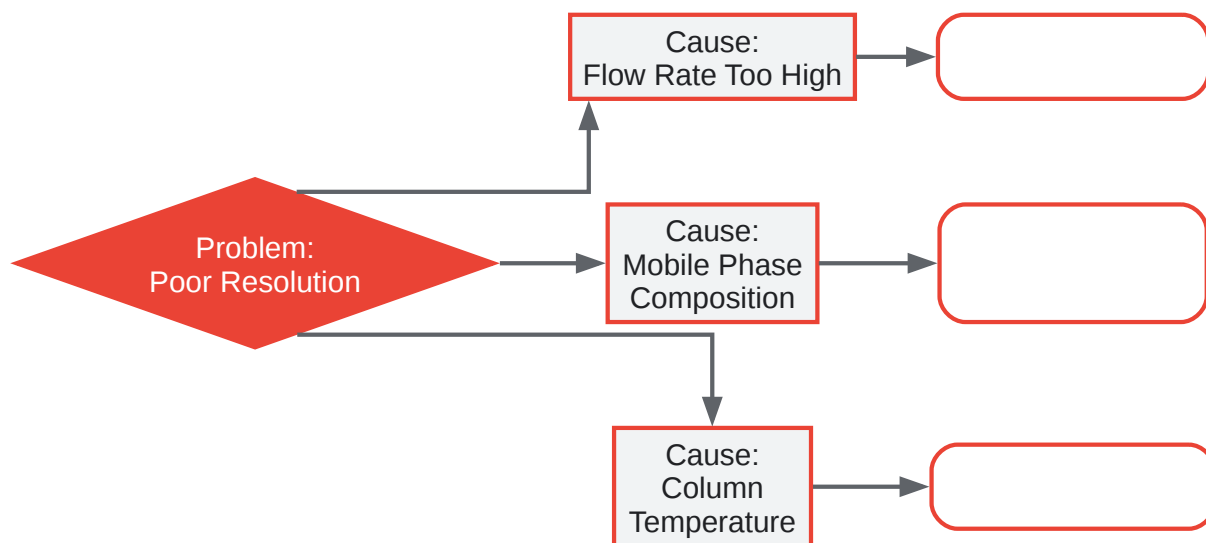 Cause:
Flow Rate Too High
Problem:
Poor Resolution
Cause:
Mobile Phase
Composition
Cause:
Column
Temperature